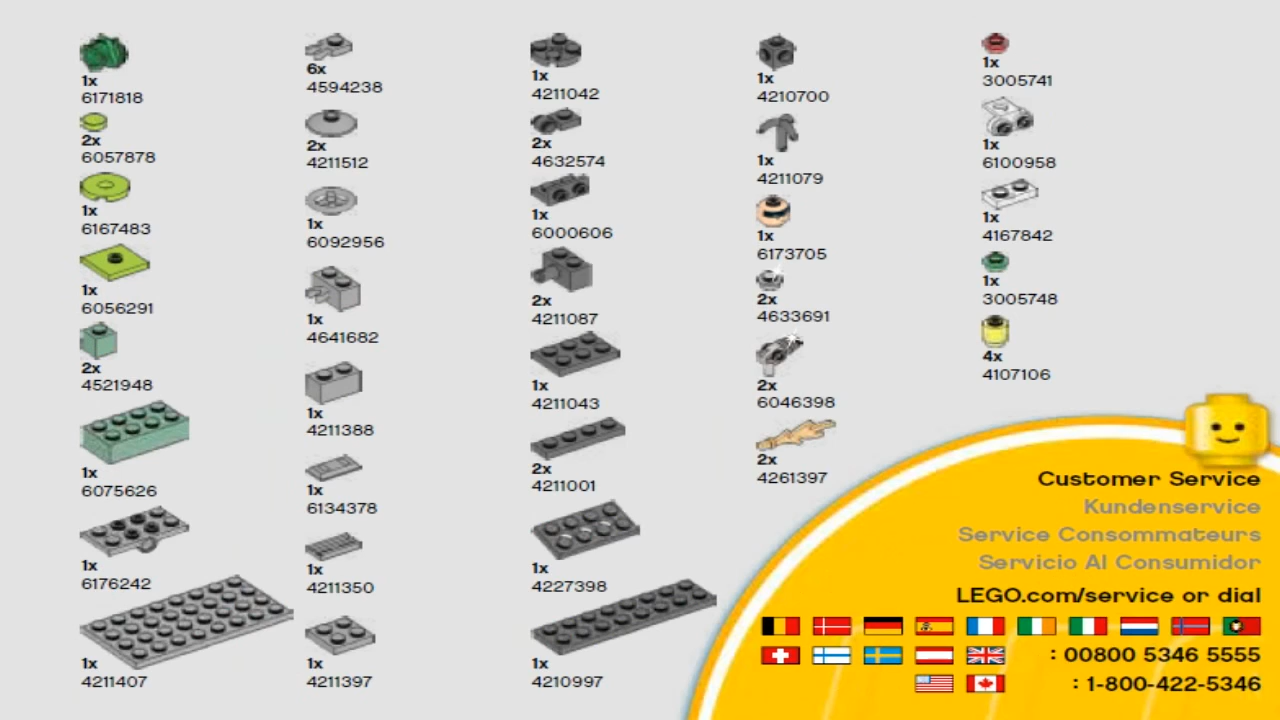 1x
6171818
2x
6057878
1x
6167483
1x
6056291
2x
4521948
1x
6075626
1x
6176242
1x
4211407
6x
4594238
2x
4211512
1x
6092956
1x
4641682
1x
4211388
1x
6134378
1x
4211350
1x
4211397
1x
4211042
2x
4632574
1x
6000606
2x
4211087
1x
4211043
2x
4211001
1x
4227398
1x
4210997
1x
4210700
1x
4211079
1x
6173705
2x
4633691
2x
6046398
2x
4261397
1x
3005741
1x
6100958
1x
4167842
1x
3005748
4x
4107106
Customer Service
Kundenservice
Service Consommateurs
Servicio Al Consumidor
LEGO.com/service or dial
: 00800 5346 5555
: 1-800-422-5346